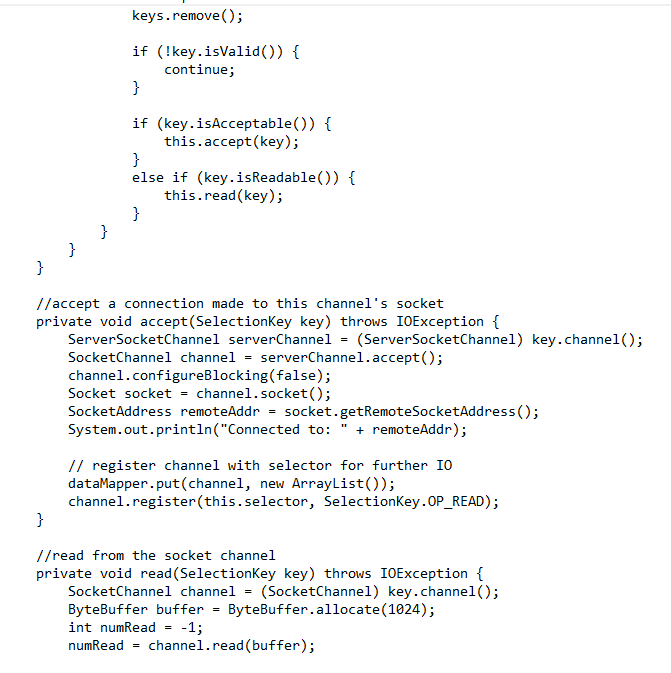 keys.remove();
if (!key.isValid()) {
continue;
}
if (key.isAcceptable()) {
this.accept(key);
}
else if (key.isReadable()) {
this.read(key);
}
}
}
}
//accept a connection made to this channel's socket
private void accept(SelectionKey key) throws IOException {
ServerSocketChannel serverChannel = (ServerSocketChannel) key.channel();
SocketChannel channel = serverChannel.accept();
channel.configureBlocking(false);
Socket socket = channel.socket();
SocketAddress remoteAddr = socket.getRemoteSocketAddress();
System.out.println("Connected to: " + remoteAddr);
// register channel with selector for further IO
dataMapper.put(channel, new ArrayList());
channel.register(this.selector, SelectionKey.OP_READ);
}
//read from the socket channel
private void read(SelectionKey key) throws IOException {
SocketChannel channel = (SocketChannel) key.channel();
ByteBuffer buffer = ByteBuffer.allocate(1024);
int numRead = -1;
numRead = channel.read(buffer);